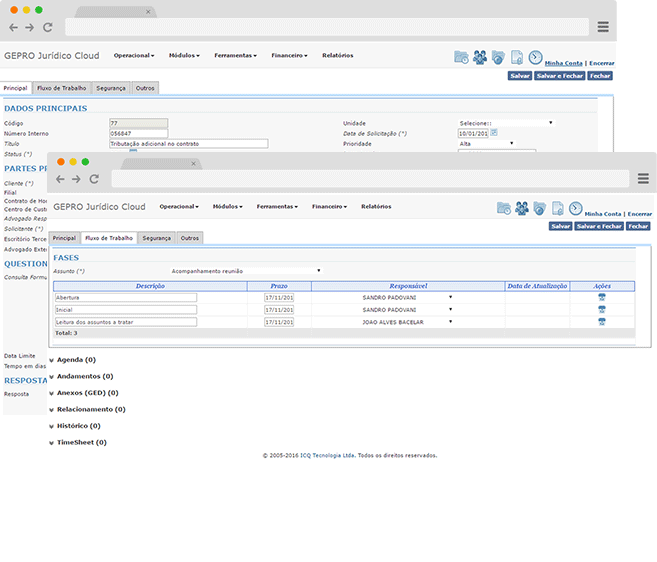 GEPRO Jurídico Cloud Operacional Módulos Ferramentas Financeiro Relatórios
Minha Conta | Encerrar
Salvar Salvar e Fechar Fechar
Principal Fluxo de Trabalho Segurança Outros
DADOS PRINCIPAIS
Código 77 Unidade Selecione::
Número Interno 056847 Data de Solicitação (*) 10/01/201
Título Tributação adicional no contrato Prioridade Alta
Status (*)
PARTES PR
Cliente (*)
Filial
Contrato de Hon
Centro de Custo
Advogado Resp
Solicitante (*)
Escritório Terce
Advogado Exter
QUESTION
Consulta Formu
Data Limite
Tempo em dias
RESPOSTA
Resposta
GEPRO Jurídico Cloud Operacional Módulos Ferramentas Financeiro Relatórios
Minha Conta | Encerrar
Salvar Salvar e Fechar Fechar
Principal Fluxo de Trabalho Segurança Outros
FASES
Assunto (*) Acompanhamento reunião
Descrição Prazo Responsável Data de Atualização Ações
Abertura 17/11/201 SANDRO PADOVANI
Inicial 17/11/201 SANDRO PADOVANI
Leitura dos assuntos a tratar 17/11/201 JOAO ALVES BACELAR
Total: 3
Agenda (0)
Andamentos (0)
Anexos (GED) (0)
Relacionamento (0)
Histórico (0)
TimeSheet (0)
© 2005-2016 ICQ Tecnologia Ltda. Todos os direitos reservados.